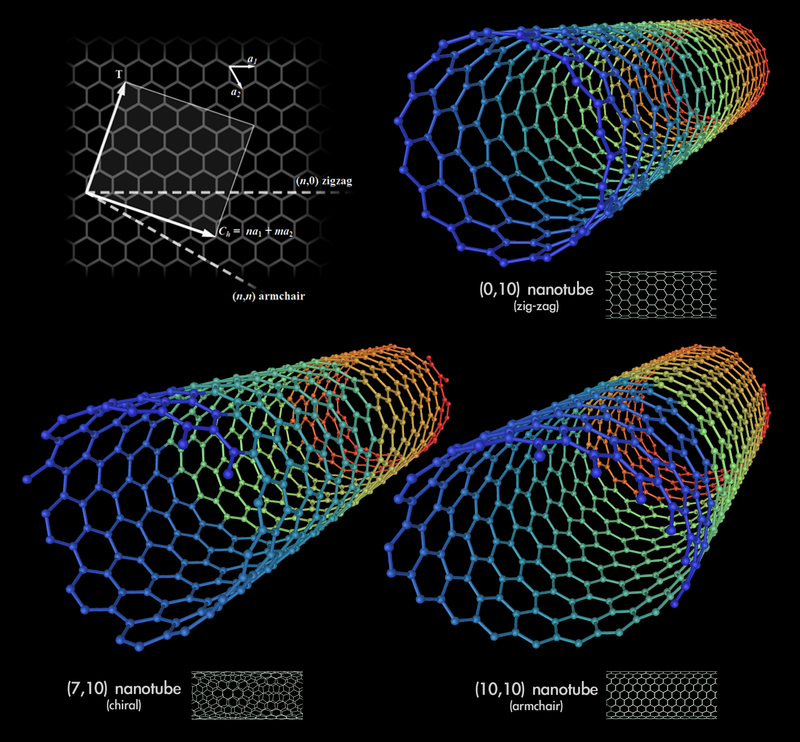 T
a1
a2
(n,0) zigzag
Ch = na1 + ma2
(n,n) armchair
(0,10) nanotube
(zig-zag)
(7,10) nanotube
(chiral)
(10,10) nanotube
(armchair)